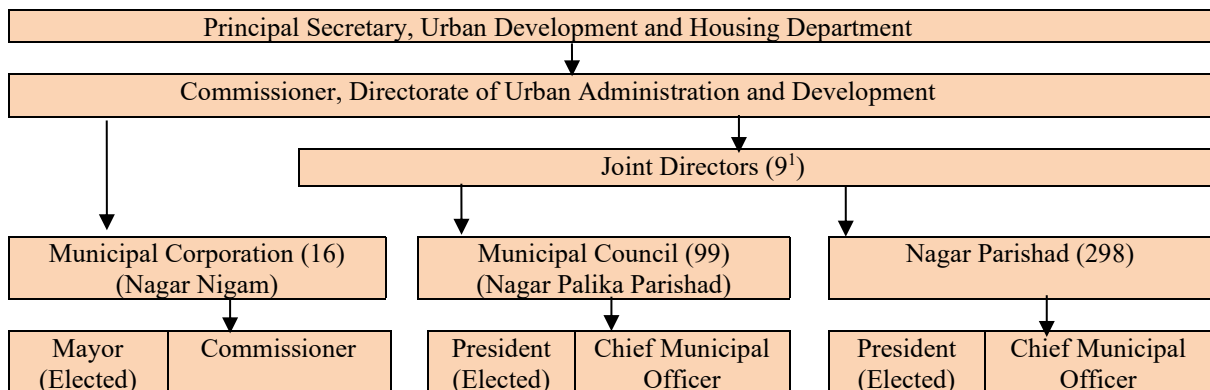 Principal Secretary, Urban Development and Housing Department
Commissioner, Directorate of Urban Administration and Development
Joint Directors (9¹)
Municipal Corporation (16)
(Nagar Nigam)
Municipal Council (99)
(Nagar Palika Parishad)
Nagar Parishad (298)
Mayor
(Elected)
Commissioner
President
(Elected)
Chief Municipal
Officer
President
(Elected)
Chief Municipal
Officer